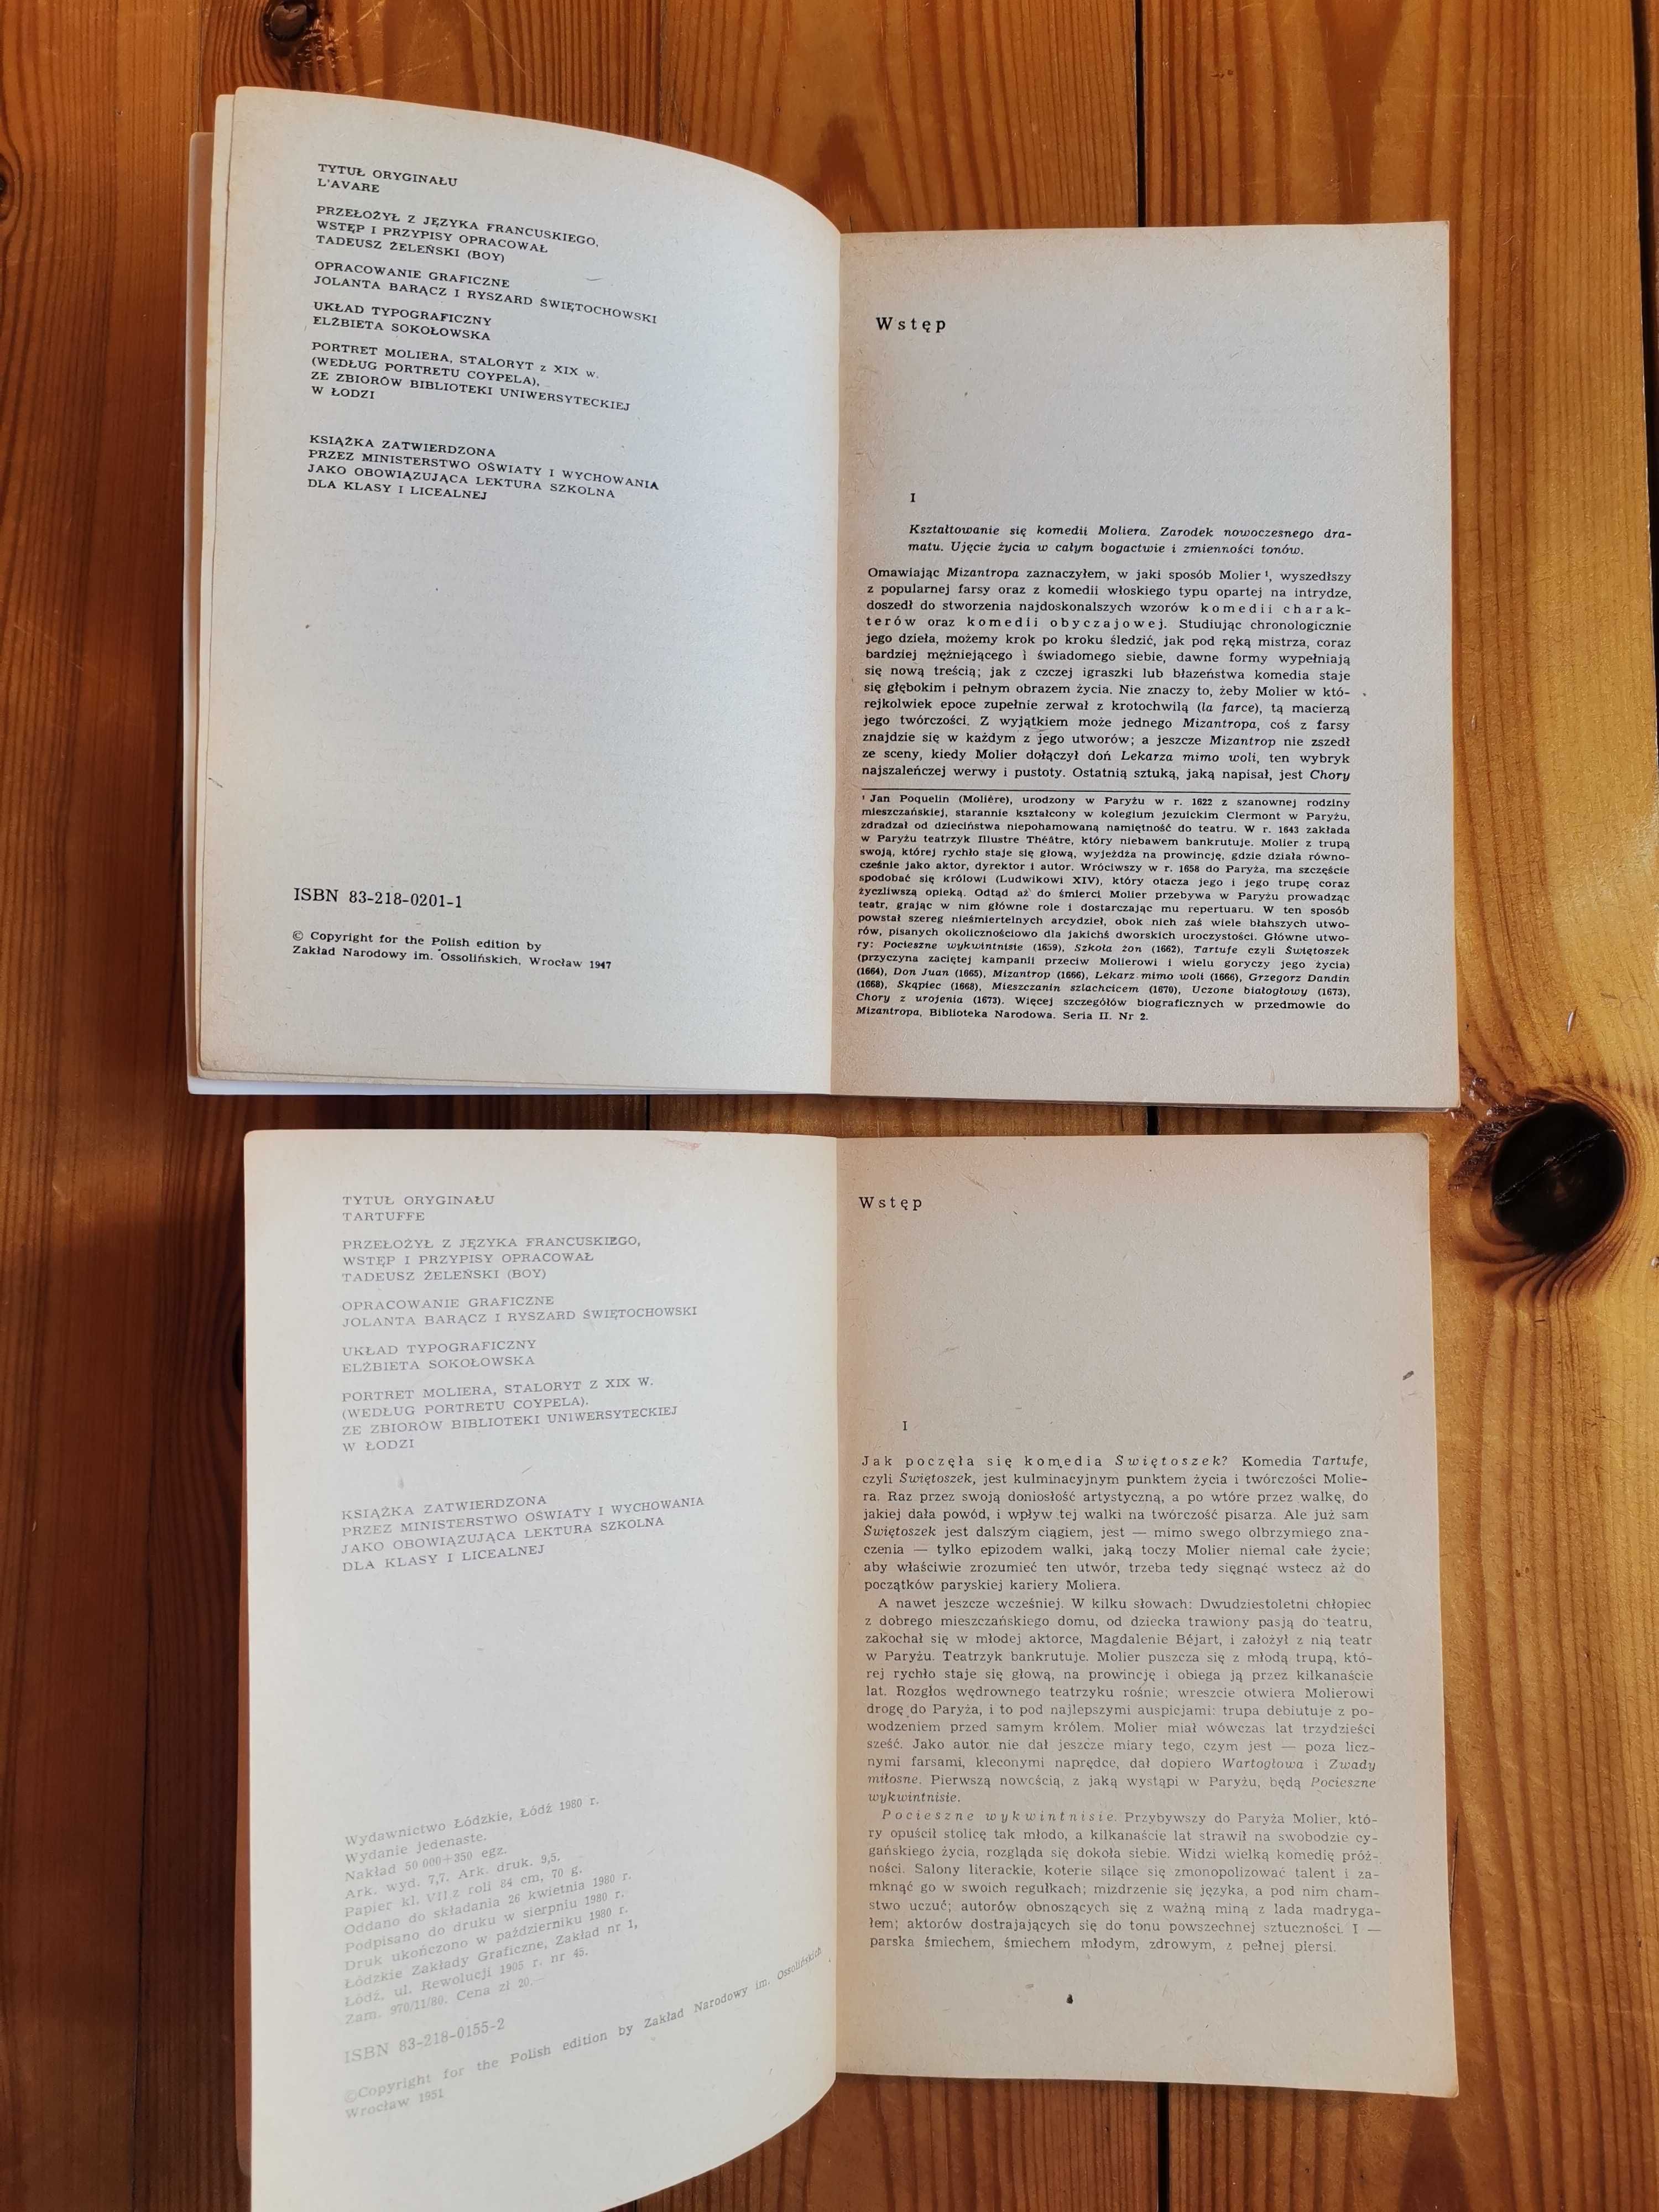 TYTUŁ ORYGINAŁU
L'AVARE
PRZEŁOŻYŁ Z JĘZYKA FRANCUSKIEGO,
WSTĘP I PRZYPISY OPRACOWAŁ
TADEUSZ ŻELEŃSKI (BOY)
OPRACOWANIE GRAFICZNE
JOLANTA BARĄCZ I RYSZARD ŚWIĘTOCHOWSKI
UKŁAD TYPOGRAFICZNY
ELŻBIETA SOKOŁOWSKA
PORTRET MOLIERA, STALORYT z XIX w.
(WEDŁUG PORTRETU COYPELA),
ZE ZBIORÓW BIBLIOTEKI UNIWERSYTECKIEJ
W ŁODZI
KSIĄŻKA ZATWIERDZONA
PRZEZ MINISTERSTWO OŚWIATY I WYCHOWANIA
JAKO OBOWIĄZUJĄCA LEKTURA SZKOLNA
DLA KLASY I LICEALNEJ
ISBN 83-218-0201-1
© Copyright for the Polish edition by
Zakład Narodowy im. Ossolińskich, Wrocław 1947
Wstęp
I
Kształtowanie się komedii Moliera. Zarodek nowoczesnego dra-
matu. Ujęcie życia w całym bogactwie i zmienności tonów.
Omawiając Mizantropa zaznaczyłem, w jaki sposób Molier ¹, wyszedłszy
z popularnej farsy oraz z komedii włoskiego typu opartej na intrydze,
doszedł do stworzenia najdoskonalszych wzorów komedii charak-
terów oraz komedii obyczajowej. Studiując chronologicznie
jego dzieła, możemy krok po kroku śledzić, jak pod ręką mistrza, coraz
bardziej mężniejącego i świadomego siebie, dawne formy wypełniają
się nową treścią; jak z czczej igraszki lub błazeństwa komedia staje
się głębokim i pełnym obrazem życia. Nie znaczy to, żeby Molier w któ-
rejkolwiek epoce zupełnie zerwał z krotochwilą (la farce), tą macierzą
jego twórczości. Z wyjątkiem może jednego Mizantropa, coś z farsy
znajdzie się w każdym z jego utworów; a jeszcze Mizantrop nie zszedł
ze sceny, kiedy Molier dołączył doń Lekarza mimo woli, ten wybryk
najszaleńczej werwy i pustoty. Ostatnią sztuką, jaką napisał, jest Chory
¹ Jan Poquelin (Molière), urodzony w Paryżu w r. 1622 z szanownej rodziny
mieszczańskiej, starannie kształcony w kolegium jezuickim Clermont w Paryżu,
zdradzał od dzieciństwa niepohamowaną namiętność do teatru. W r. 1643 zakłada
w Paryżu teatrzyk Illustre Théâtre, który niebawem bankrutuje. Molier z trupą
swoją, której rychło staje się głową, wyjeżdża na prowincję, gdzie działa równo-
cześnie jako aktor, dyrektor i autor. Wróciwszy w r. 1658 do Paryża, ma szczęście
spodobać się królowi (Ludwikowi XIV), który otacza jego i jego trupę coraz
życzliwszą opieką. Odtąd aż do śmierci Molier przebywa w Paryżu prowadząc
teatr, grając w nim główne role i dostarczając mu repertuaru. W ten sposób
powstał szereg nieśmiertelnych arcydzieł, obok nich zaś wiele błahszych utwo-
rów, pisanych okolicznościowo dla jakichś dworskich uroczystości. Główne utwo-
ry: Pocieszne wykwintnisie (1659), Szkoła żon (1662), Tartufe czyli Świętoszek
(przyczyna zaciętej kampanii przeciw Molierowi i wielu goryczy jego życia)
(1664), Don Juan (1665), Mizantrop (1666), Lekarz mimo woli (1666), Grzegorz Dandin
(1668), Skąpiec (1668), Mieszczanin szlachcicem (1670), Uczone białogłowy (1673),
Chory z urojenia (1673). Więcej szczegółów biograficznych w przedmowie do
Mizantropa, Biblioteka Narodowa. Seria II. Nr 2.
TYTUŁ ORYGINAŁU
TARTUFFE
PRZEŁOŻYŁ Z JĘZYKA FRANCUSKIEGO,
WSTĘP I PRZYPISY OPRACOWAŁ
TADEUSZ ŻELEŃSKI (BOY)
OPRACOWANIE GRAFICZNE
JOLANTA BARĄCZ I RYSZARD ŚWIĘTOCHOWSKI
UKŁAD TYPOGRAFICZNY
ELŻBIETA SOKOŁOWSKA
PORTRET MOLIERA, STALORYT Z XIX W.
(WEDŁUG PORTRETU COYPELA),
ZE ZBIORÓW BIBLIOTEKI UNIWERSYTECKIEJ
W ŁODZI
KSIĄŻKA ZATWIERDZONA
PRZEZ MINISTERSTWO OŚWIATY I WYCHOWANIA
JAKO OBOWIĄZUJĄCA LEKTURA SZKOLNA
DLA KLASY I LICEALNEJ
Wydawnictwo Łódzkie, Łódź 1980 r.
Wydanie jedenaste.
Nakład 50 000+350 egz.
Ark. wyd. 7,7. Ark. druk. 9,5.
Papier kl. VII z roli 84 cm, 70 g.
Oddano do składania 26 kwietnia 1980 r.
Podpisano do druku w sierpniu 1980 r.
Druk ukończono w październiku 1980 r.
Łódzkie Zakłady Graficzne, Zakład nr 1,
Łódź, ul. Rewolucji 1905 r. nr 45.
Zam. 970/11/80. Cena zł 20.—
ISBN 83-218-0155-2
©Copyright for the Polish edition by Zakład Narodowy im. Ossolińskich
Wrocław 1951
Wstęp
I
Jak poczęła się komedia Świętoszek? Komedia Tartufe,
czyli Świętoszek, jest kulminacyjnym punktem życia i twórczości Molie-
ra. Raz przez swoją doniosłość artystyczną, a po wtóre przez walkę, do
jakiej dała powód, i wpływ tej walki na twórczość pisarza. Ale już sam
Świętoszek jest dalszym ciągiem, jest — mimo swego olbrzymiego zna-
czenia — tylko epizodem walki, jaką toczy Molier niemal całe życie;
aby właściwie zrozumieć ten utwór, trzeba tedy sięgnąć wstecz aż do
początków paryskiej kariery Moliera.
A nawet jeszcze wcześniej. W kilku słowach: Dwudziestoletni chłopiec
z dobrego mieszczańskiego domu, od dziecka trawiony pasją do teatru,
zakochał się w młodej aktorce, Magdalenie Béjart, i założył z nią teatr
w Paryżu. Teatrzyk bankrutuje. Molier puszcza się z młodą trupą, któ-
rej rychło staje się głową, na prowincję i obiega ją przez kilkanaście
lat. Rozgłos wędrownego teatrzyku rośnie; wreszcie otwiera Molierowi
drogę do Paryża, i to pod najlepszymi auspicjami: trupa debiutuje z po-
wodzeniem przed samym królem. Molier miał wówczas lat trzydzieści
sześć. Jako autor nie dał jeszcze miary tego, czym jest — poza licz-
nymi farsami, kleconymi naprędce, dał dopiero Wartogłowa i Zwady
miłosne. Pierwszą nowością, z jaką wystąpi w Paryżu, będą Pocieszne
wykwintnisie.
Pocieszne wykwintnisie. Przybywszy do Paryża Molier, któ-
ry opuścił stolicę tak młodo, a kilkanaście lat strawił na swobodzie cy-
gańskiego życia, rozgląda się dokoła siebie. Widzi wielką komedię próż-
ności. Salony literackie, koterie silące się zmonopolizować talent i za-
mknąć go w swoich regułkach; mizdrzenie się języka, a pod nim cham-
stwo uczuć; autorów obnoszących się z ważną miną z lada madryga-
łem; aktorów dostrajających się do tonu powszechnej sztuczności. I —
parska śmiechem, śmiechem młodym, zdrowym, z pełnej piersi.